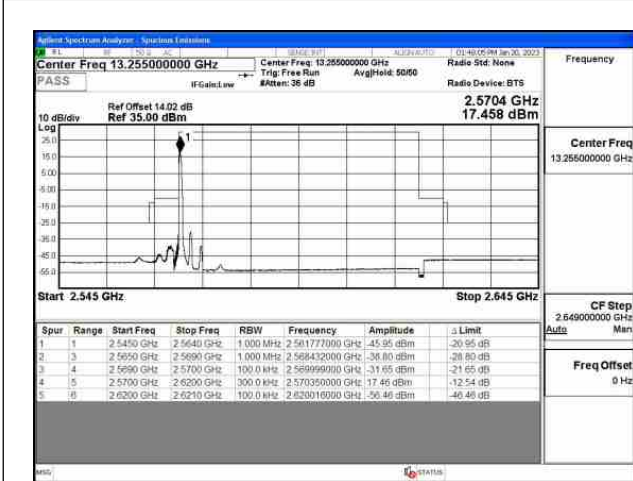 Agilent Spectrum Analyzer - Spurious Emissions
RL RF 50 Ω AC SENSE:INT ALIGN AUTO 01:48:05 PM Jan 20, 2023
Center Freq 13.255000000 GHz
Center Freq: 13.255000000 GHz
Radio Std: None
Trig: Free Run
Avg|Hold: 50/50
PASS
IFGain:Low
#Atten: 36 dB
Radio Device: BTS
Ref Offset 14.02 dB
2.5704 GHz
10 dB/div
Ref 35.00 dBm
17.458 dBm
Log
1
25.0
15.0
5.00
-5.00
-15.0
-25.0
-35.0
-45.0
-55.0
Start 2.545 GHz
Stop 2.645 GHz
Spur Range Start Freq Stop Freq RBW Frequency Amplitude Δ Limit
1 1 2.5450 GHz 2.5640 GHz 1.000 MHz 2.561777000 GHz -45.95 dBm -20.95 dB
2 3 2.5650 GHz 2.5690 GHz 1.000 MHz 2.568432000 GHz -38.80 dBm -28.80 dB
3 4 2.5690 GHz 2.5700 GHz 100.0 kHz 2.569999000 GHz -31.65 dBm -21.65 dB
4 5 2.5700 GHz 2.6200 GHz 300.0 kHz 2.570350000 GHz 17.46 dBm -12.54 dB
5 6 2.6200 GHz 2.6210 GHz 100.0 kHz 2.620016000 GHz -56.46 dBm -46.46 dB
MSG
STATUS
Frequency
Center Freq
13.255000000 GHz
CF Step
2.649000000 GHz
Auto Man
Freq Offset
0 Hz